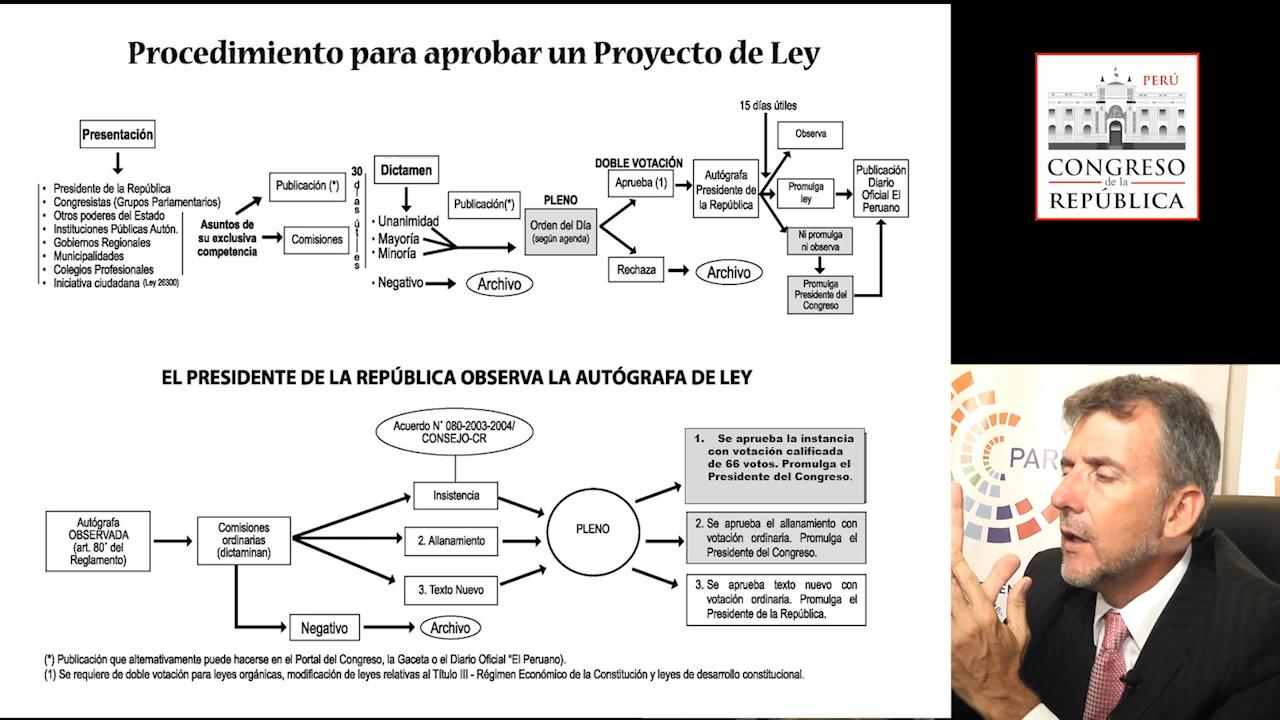 Procedimiento para aprobar un Proyecto de Ley
Presentación
• Presidente de la República
• Congresistas (Grupos Parlamentarios)
• Otros poderes del Estado
• Instituciones Públicas Autón.
• Gobiernos Regionales
• Municipalidades
• Colegios Profesionales
• Iniciativa ciudadana (Ley 26300)
Asuntos de
su exclusiva
competencia
Publicación (*)
Comisiones
30
días útiles
Dictamen
• Unanimidad
• Mayoría
• Minoría
• Negativo
Archivo
Publicación(*)
PLENO
Orden del Día
(según agenda)
DOBLE VOTACIÓN
Aprueba (1)
Rechaza
Archivo
Autógrafa
Presidente de
la República
15 días útiles
Observa
Promulga
ley
Ni promulga
ni observa
Promulga
Presidente del
Congreso
Publicación
Diario
Oficial El
Peruano
EL PRESIDENTE DE LA REPÚBLICA OBSERVA LA AUTÓGRAFA DE LEY
Autógrafa
OBSERVADA
(art. 80° del
Reglamento)
Comisiones
ordinarias
(dictaminan)
Acuerdo N° 080-2003-2004/
CONSEJO-CR
Insistencia
2. Allanamiento
3. Texto Nuevo
Negativo
Archivo
PLENO
1. Se aprueba la instancia
con votación calificada
de 66 votos. Promulga el
Presidente del Congreso.
2. Se aprueba el allanamiento con
votación ordinaria. Promulga el
Presidente del Congreso.
3. Se aprueba texto nuevo con
votación ordinaria. Promulga el
Presidente de la República.
(*) Publicación que alternativamente puede hacerse en el Portal del Congreso, la Gaceta o el Diario Oficial "El Peruano).
(1) Se requiere de doble votación para leyes orgánicas, modificación de leyes relativas al Título III - Régimen Económico de la Constitución y leyes de desarrollo constitucional.
PERÚ
CONGRESO
de la
REPÚBLICA
PAR